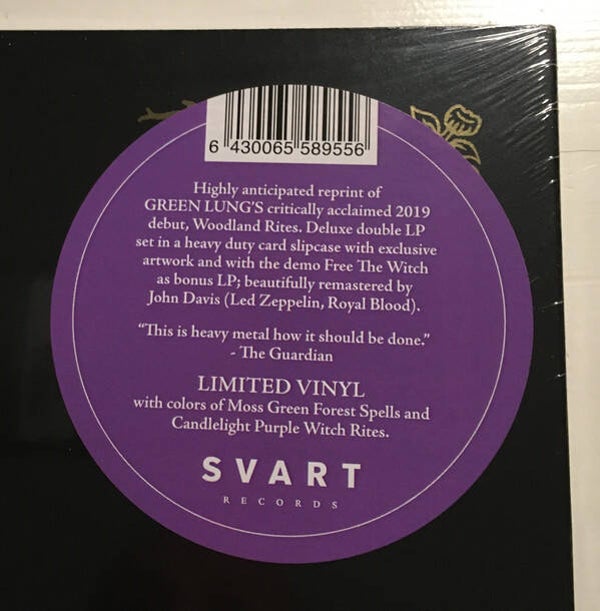 6 430065 589556
Highly anticipated reprint of
GREEN LUNG'S critically acclaimed 2019
debut, Woodland Rites. Deluxe double LP
set in a heavy duty card slipcase with exclusive
artwork and with the demo Free The Witch
as bonus LP; beautifully remastered by
John Davis (Led Zeppelin, Royal Blood).
“This is heavy metal how it should be done.”
- The Guardian
LIMITED VINYL
with colors of Moss Green Forest Spells and
Candlelight Purple Witch Rites.
SVART
RECORDS